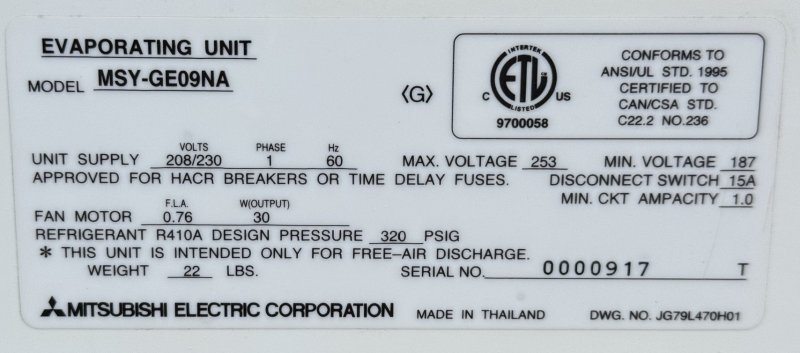 EVAPORATING UNIT
MODEL MSY-GE09NA
<G>
INTERTEK
ETL
LISTED
C US
9700058
CONFORMS TO
ANSI/UL STD. 1995
CERTIFIED TO
CAN/CSA STD.
C22.2 NO.236
VOLTS PHASE Hz
UNIT SUPPLY 208/230 1 60 MAX. VOLTAGE 253 MIN. VOLTAGE 187
APPROVED FOR HACR BREAKERS OR TIME DELAY FUSES. DISCONNECT SWITCH 15A
MIN. CKT AMPACITY 1.0
F.L.A. W(OUTPUT)
FAN MOTOR 0.76 30
REFRIGERANT R410A DESIGN PRESSURE 320 PSIG
* THIS UNIT IS INTENDED ONLY FOR FREE-AIR DISCHARGE.
WEIGHT 22 LBS. SERIAL NO. 0000917 T
MITSUBISHI ELECTRIC CORPORATION MADE IN THAILAND DWG. NO. JG79L470H01